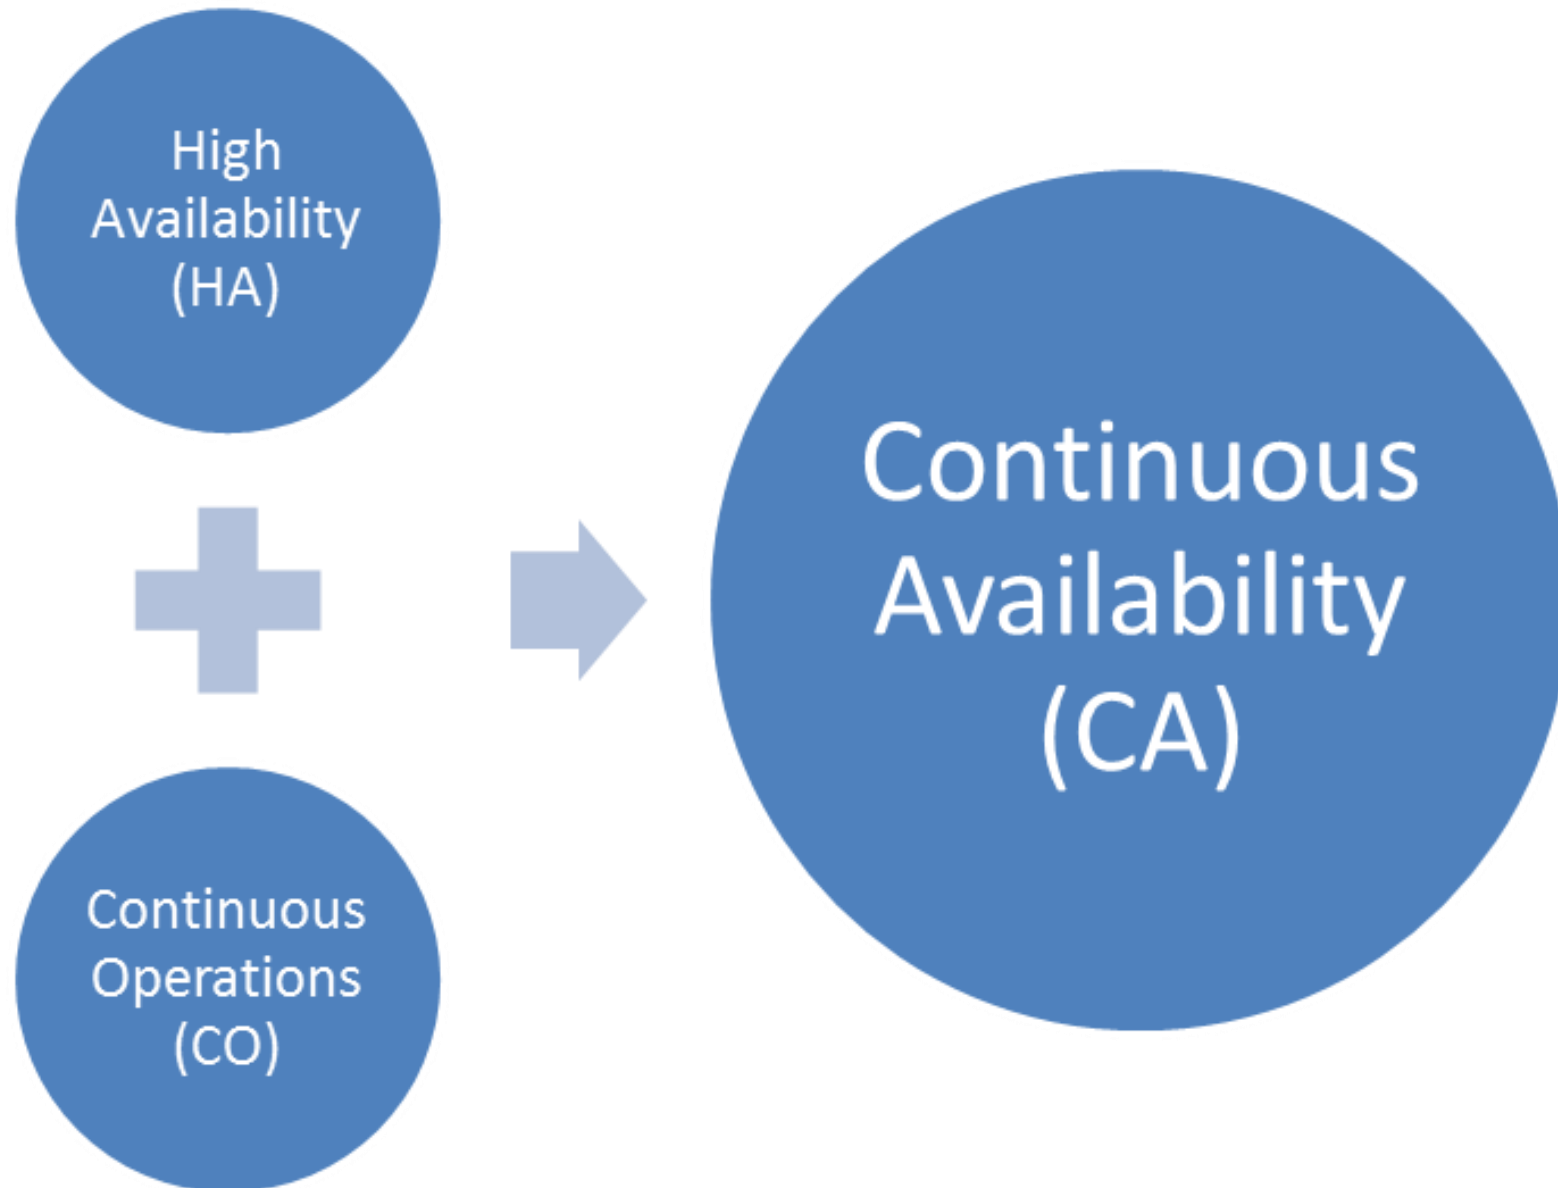 High
Availability
(HA)
Continuous
Operations
(CO)
Continuous
Availability
(CA)